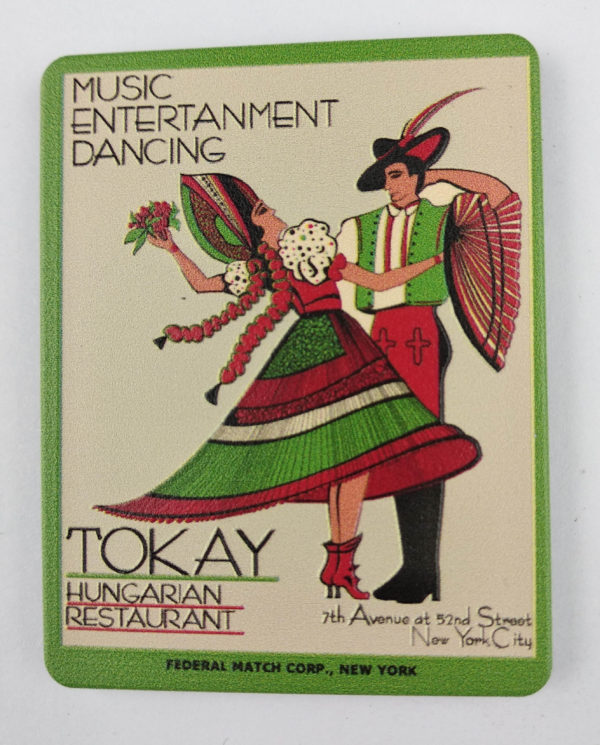 MUSIC
ENTERTANMENT
DANCING
TOKAY
HUNGARIAN
RESTAURANT
7th Avenue at 52nd Street
New York City
FEDERAL MATCH CORP., NEW YORK